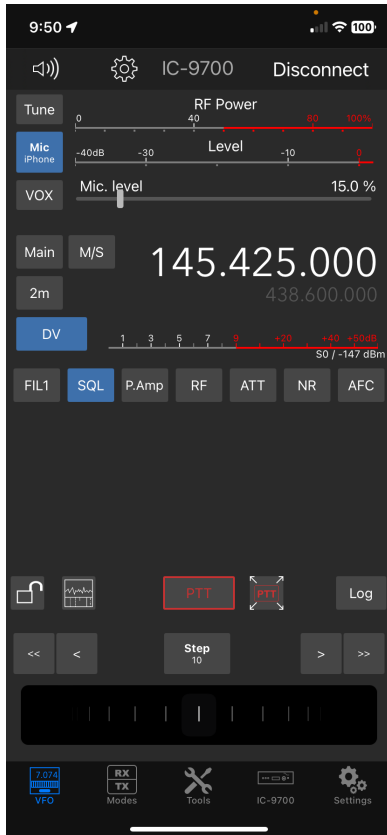 9:50 100
IC-9700 Disconnect
Tune RF Power
0 40 80 100%
Mic
iPhone
Level
-40dB -30 -10 0
VOX Mic. level 15.0 %
Main M/S 145.425.000
2m 438.600.000
DV
1 3 5 7 9 +20 +40 +60dB
S0 / -147 dBm
FIL1 SQL P.Amp RF ATT NR AFC
PTT PTT Log
<< < Step > >>
10
7.074 RX
TX
VFO Modes Tools IC-9700 Settings